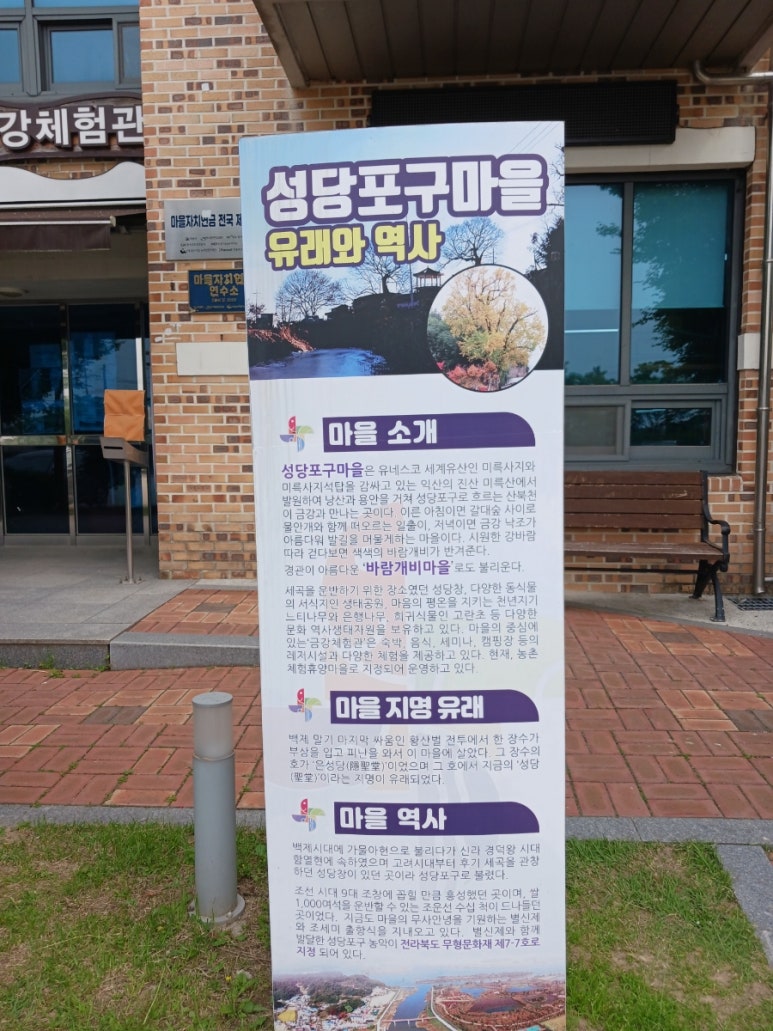 강체험관
마을자치연금 전국 제
마을자치연
연수소
성당포구마을
유래와 역사
마을 소개
성당포구마을은 유네스코 세계유산인 미륵사지와
미륵사지석탑을 감싸고 있는 익산의 진산 미륵산에서
발원하여 낭산과 용안을 거쳐 성당포구로 흐르는 산북천
이 금강과 만나는 곳이다. 이른 아침이면 갈대숲 사이로
물안개와 함께 떠오르는 일출이, 저녁이면 금강 낙조가
아름다워 발길을 머물게하는 마을이다. 시원한 강바람
따라 걷다보면 색색의 바람개비가 반겨준다.
경관이 아름다운 '바람개비마을'로도 불리운다.
세곡을 운반하기 위한 장소였던 성당창, 다양한 동식물
의 서식지인 생태공원, 마음의 평온을 지키는 천년지기
느티나무와 은행나무, 희귀식물인 고란초 등 다양한
문화 역사생태자원을 보유하고 있다. 마을의 중심에
있는'금강체험관'은 숙박, 음식, 세미나, 캠핑장 등의
레저시설과 다양한 체험을 제공하고 있다. 현재, 농촌
체험휴양마을로 지정되어 운영하고 있다.
마을 지명 유래
백제 말기 마지막 싸움인 황산벌 전투에서 한 장수가
부상을 입고 피난을 와서 이 마을에 살았다. 그 장수의
호가 '은성당(隱聖堂)'이었으며 그 호에서 지금의 '성당
(聖堂)'이라는 지명이 유래되었다.
마을 역사
백제시대에 가물아현으로 불리다가 신라 경덕왕 시대
함열현에 속하였으며 고려시대부터 후기 세곡을 관창
하던 성당창이 있던 곳이라 성당포구로 불렸다.
조선 시대 9대 조창에 꼽힐 만큼 흥성했던 곳이며, 쌀
1,000여석을 운반할 수 있는 조운선 수십 척이 드나들던
곳이었다. 지금도 마을의 무사안녕을 기원하는 별신제
와 조세미 출항식을 지내오고 있다. 별신제와 함께
발달한 성당포구 농악이 전라북도 무형문화재 제7-7호로
지정 되어 있다.